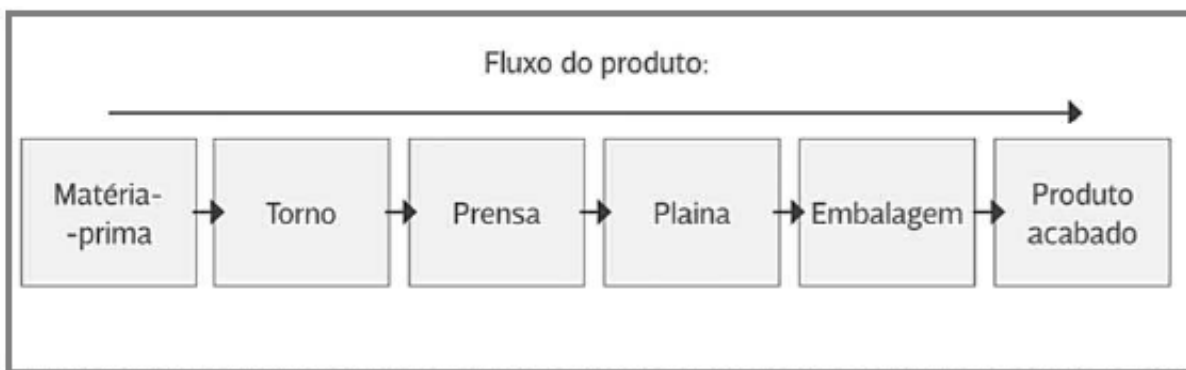 Fluxo do produto:
Matéria-
-prima
Torno
Prensa
Plaina
Embalagem
Produto
acabado